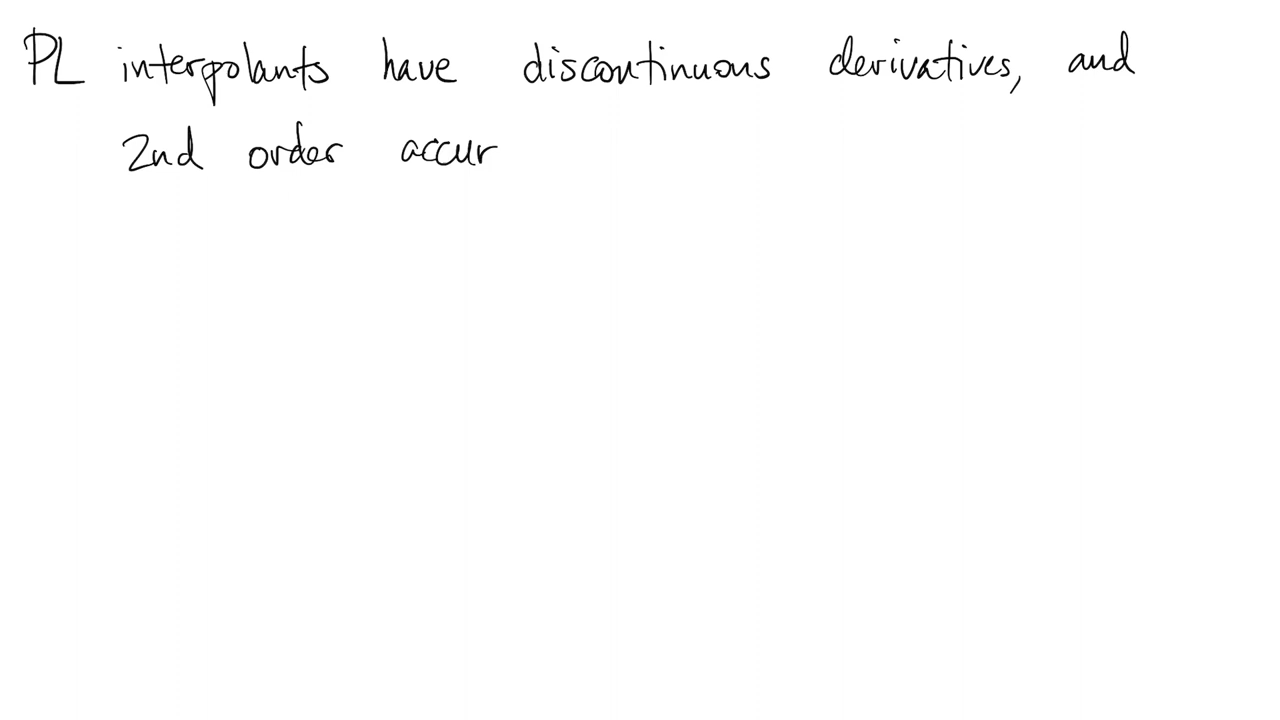 PL interpolants have discontinuous derivatives, and
2nd order accur